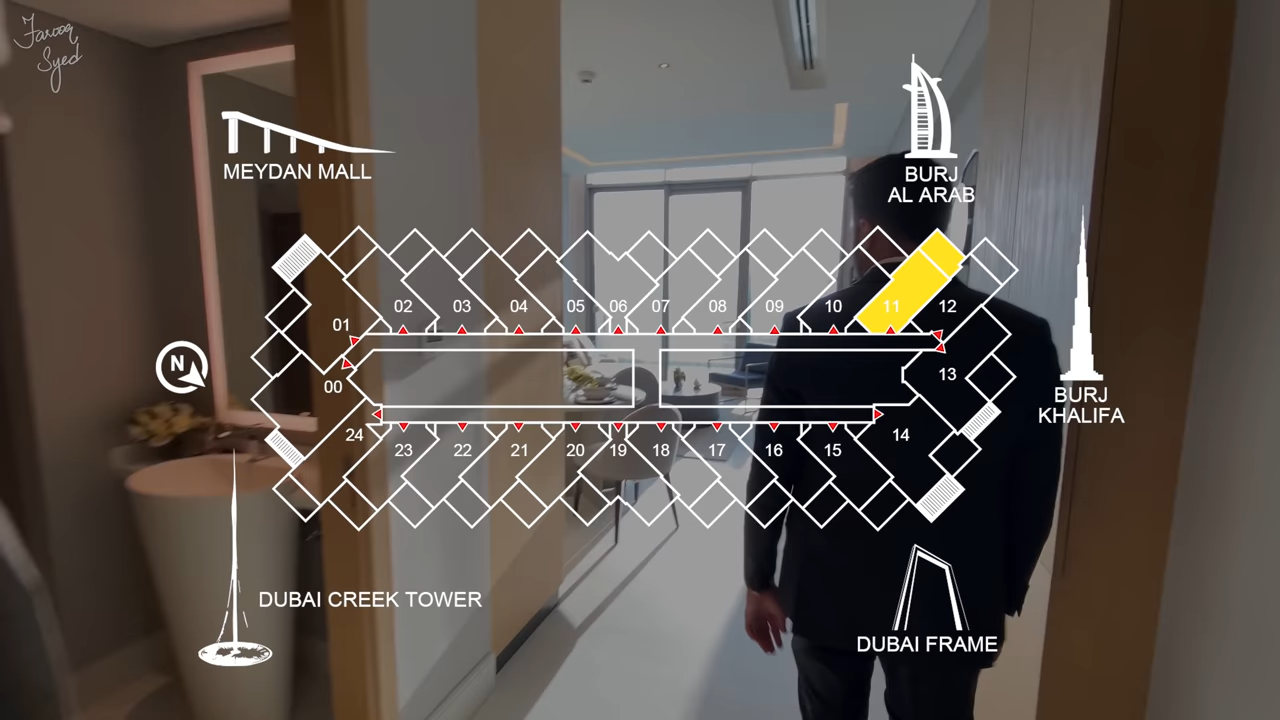 Farooq
Syed
MEYDAN MALL
BURJ
AL ARAB
02 03 04 05 06 07 08 09 10 11 12
01
N
00
13
BURJ
KHALIFA
24
14
23 22 21 20 19 18 17 16 15
DUBAI CREEK TOWER
DUBAI FRAME